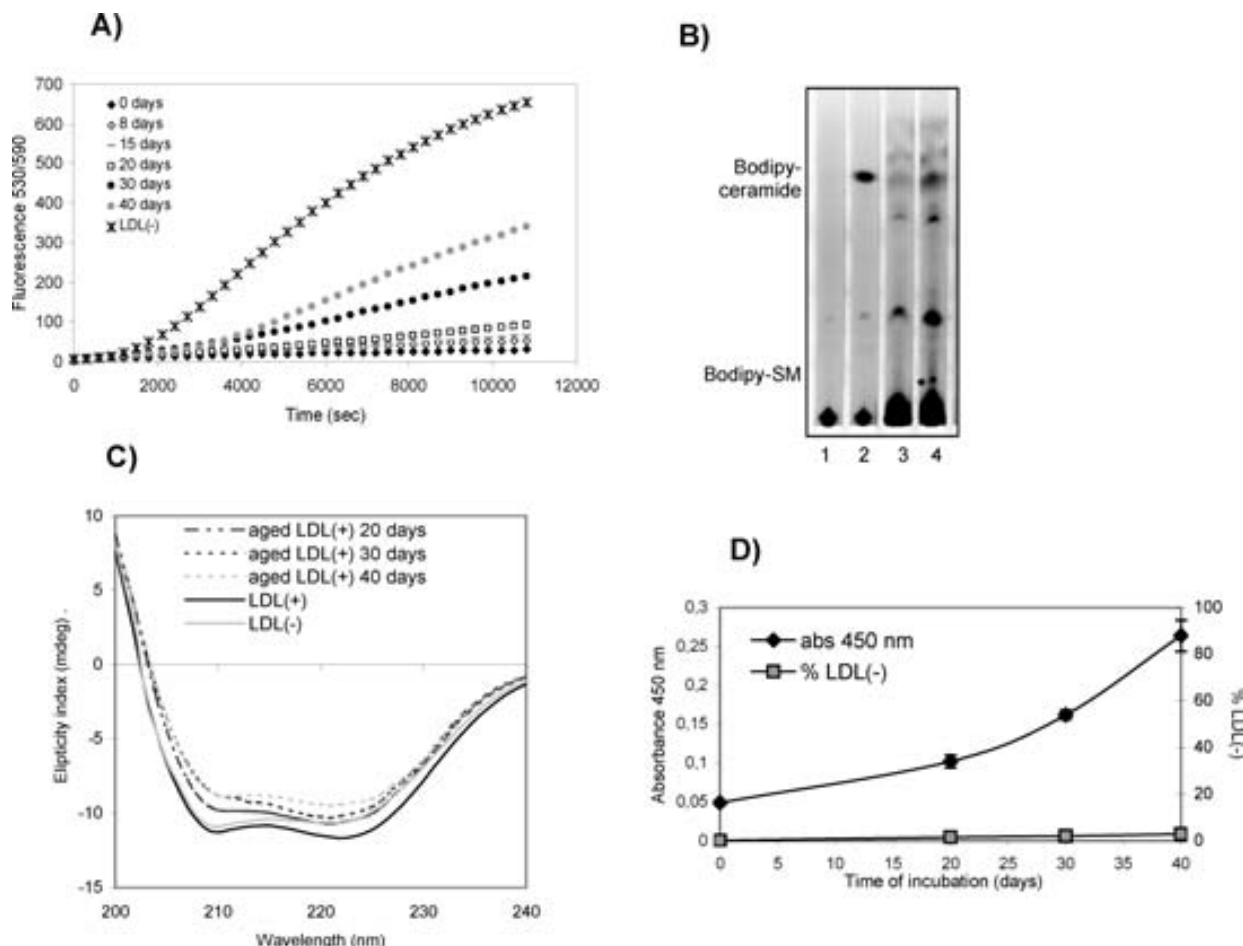 A)
700
600
500
400
300
200
100
0
Fluorescence 530/590
0 days
8 days
15 days
20 days
30 days
40 days
LDL(-)
0 2000 4000 6000 8000 10000 12000
Time (sec)
B)
Bodipy-
ceramide
Bodipy-SM
1 2 3 4
C)
10
5
0
-5
-10
-15
Elipticity index (mdeg) .
aged LDL(+) 20 days
aged LDL(+) 30 days
aged LDL(+) 40 days
LDL(+)
LDL(-)
200 210 220 230 240
Wavelength (nm)
D)
0,3
0,25
0,2
0,15
0,1
0,05
0
Absorbance 450 nm
abs 450 nm
% LDL(-)
100
80
60
40
20
0
% LDL(-)
0 5 10 15 20 25 30 35 40
Time of incubation (days)